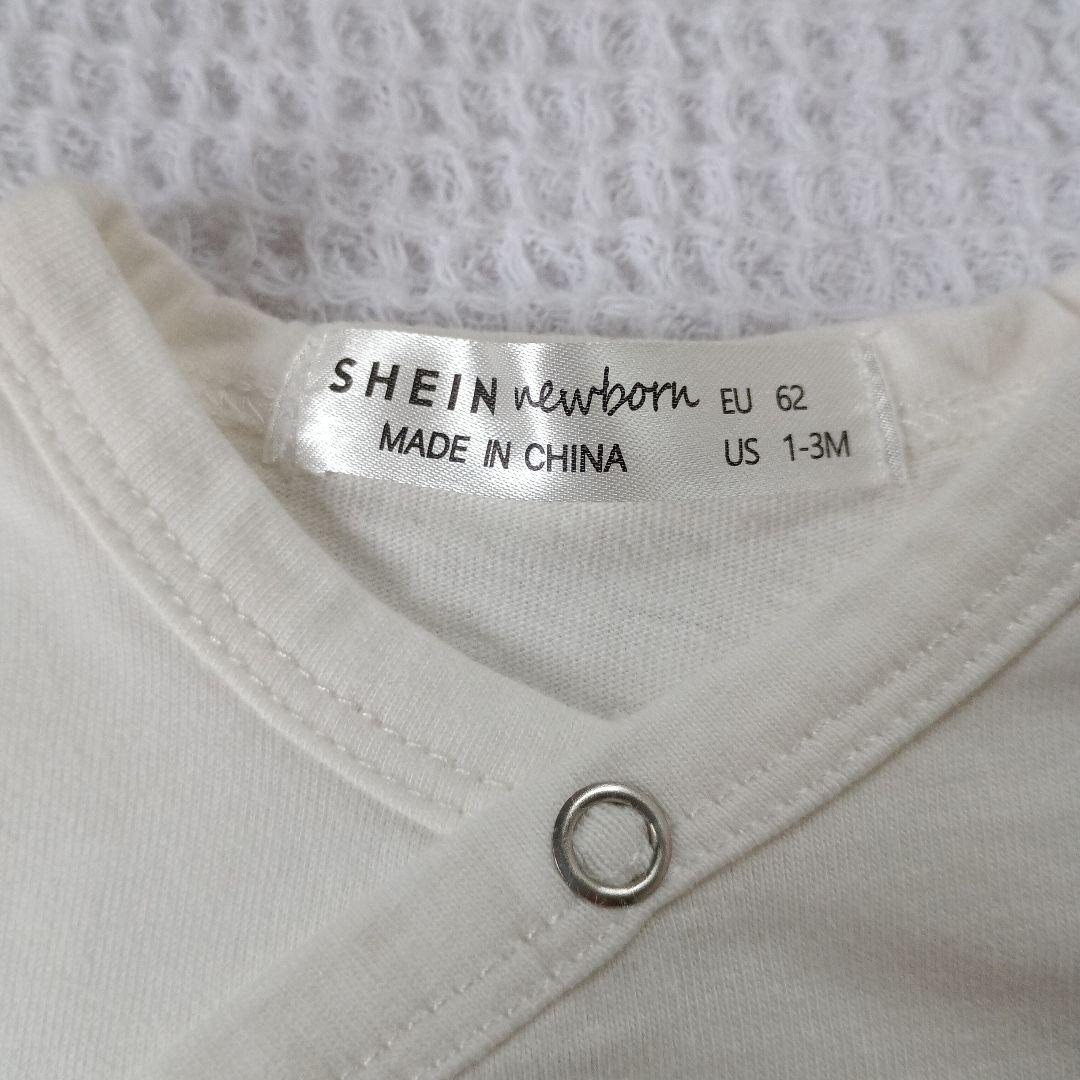 SHEIN newborn EU 62
MADE IN CHINA US 1-3M